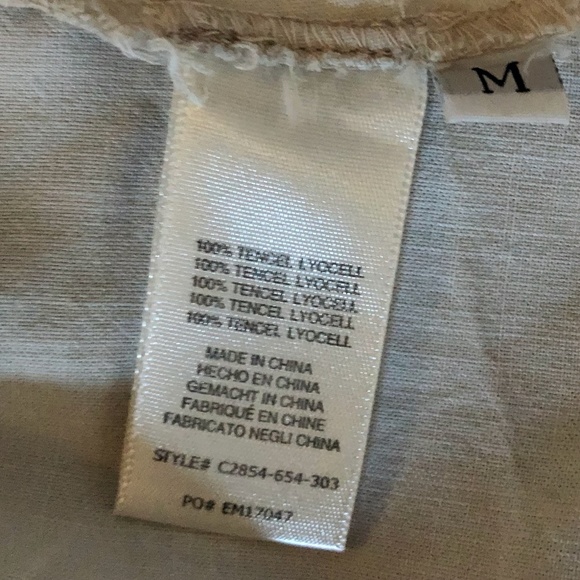 M
100% TENCEL LYOCELL
100% TENCEL LYOCELL
100% TENCEL LYOCELL
100% TENCEL LYOCELL
100% TENCEL LYOCELL
MADE IN CHINA
HECHO EN CHINA
GEMACHT IN CHINA
FABRIQUÉ EN CHINE
FABRICATO NEGLI CHINA
STYLE# C2854-654-303
PO# EM17047